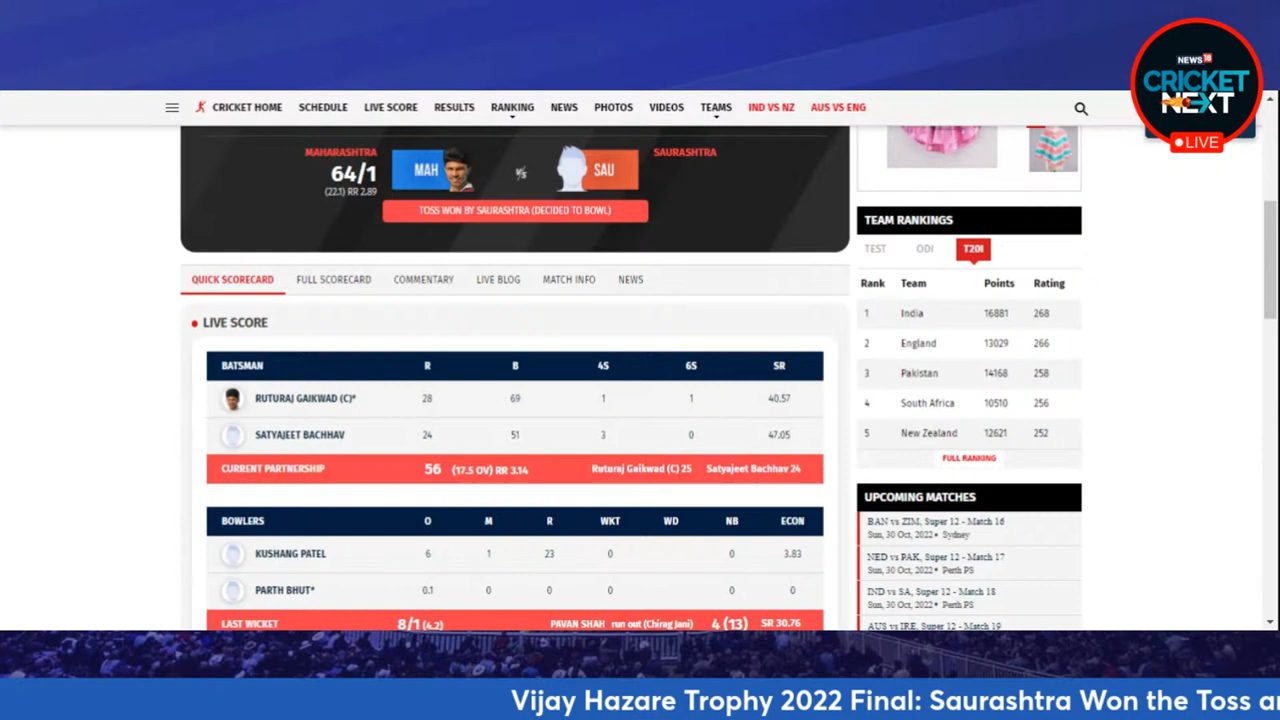 NEWS18
CRICKET
NEXT
LIVE
CRICKET HOME SCHEDULE LIVE SCORE RESULTS RANKING NEWS PHOTOS VIDEOS TEAMS IND VS NZ AUS VS ENG
MAHARASHTRA
64/1
(22.1) RR 2.89
MAH
V/S
SAU
SAURASHTRA
TOSS WON BY SAURASHTRA (DECIDED TO BOWL)
QUICK SCORECARD FULL SCORECARD COMMENTARY LIVE BLOG MATCH INFO NEWS
LIVE SCORE
BATSMAN R B 4S 6S SR
RUTURAJ GAIKWAD (C)* 28 69 1 1 40.57
SATYAJEET BACHHAV 24 51 3 0 47.05
CURRENT PARTNERSHIP 56 (17.5 OV) RR 3.14 Ruturaj Gaikwad (C) 25 Satyajeet Bachhav 24
BOWLERS O M R WKT WD NB ECON
KUSHANG PATEL 6 1 23 0 0 3.83
PARTH BHUT* 0.1 0 0 0 0 0
LAST WICKET 8/1 (4.2) PAVAN SHAH run out (Chirag Jani) 4 (13) SR 30.76
TEAM RANKINGS
TEST ODI T20I
Rank Team Points Rating
1 India 16881 268
2 England 13029 266
3 Pakistan 14168 258
4 South Africa 10510 256
5 New Zealand 12621 252
FULL RANKING
UPCOMING MATCHES
BAN vs ZIM, Super 12 - Match 16
Sun, 30 Oct, 2022• Sydney
NED vs PAK, Super 12 - Match 17
Sun, 30 Oct, 2022• Perth PS
IND vs SA, Super 12 - Match 18
Sun, 30 Oct, 2022• Perth PS
AUS vs IRE, Super 12 - Match 19
Vijay Hazare Trophy 2022 Final: Saurashtra Won the Toss a